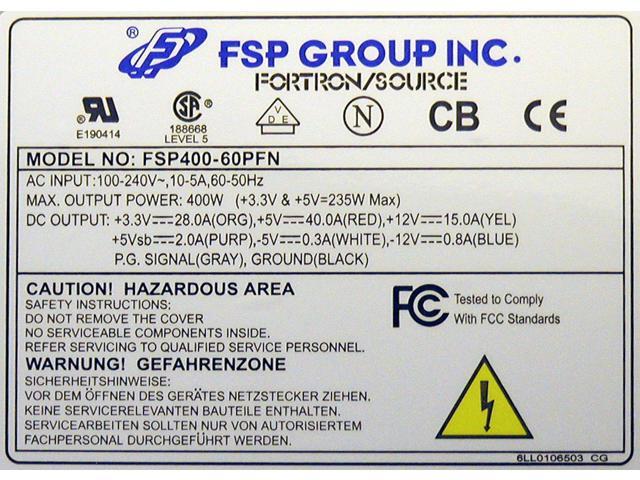 ® FSP GROUP INC.
FORTRON/SOURCE
E190414
188668
LEVEL 5
VDE
N
CB
CE
MODEL NO: FSP400-60PFN
AC INPUT:100-240V~,10-5A,60-50Hz
MAX. OUTPUT POWER: 400W (+3.3V & +5V=235W Max)
DC OUTPUT: +3.3V⎓28.0A(ORG),+5V⎓40.0A(RED),+12V⎓15.0A(YEL)
+5Vsb⎓2.0A(PURP),-5V⎓0.3A(WHITE),-12V⎓0.8A(BLUE)
P.G. SIGNAL(GRAY), GROUND(BLACK)
CAUTION! HAZARDOUS AREA
SAFETY INSTRUCTIONS;
DO NOT REMOVE THE COVER
NO SERVICEABLE COMPONENTS INSIDE.
REFER SERVICING TO QUALIFIED SERVICE PERSONNEL.
FC Tested to Comply
With FCC Standards
WARNUNG! GEFAHRENZONE
SICHERHEITSHINWEISE:
VOR DEM ÖFFNEN DES GERÄTES NETZSTECKER ZIEHEN.
KEINE SERVICERELEVANTEN BAUTEILE ENTHALTEN.
SERVICEARBEITEN SOLLTEN NUR VON AUTORISIERTEM
FACHPERSONAL DURCHGEFÜHRT WERDEN.
6LL0106503 CG